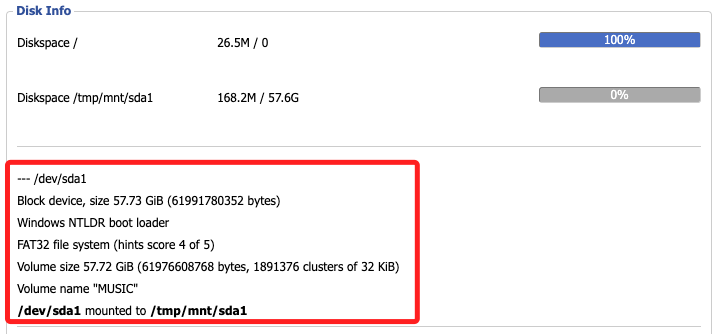 Disk Info
Diskspace / 26.5M / 0 100%
Diskspace /tmp/mnt/sda1 168.2M / 57.6G 0%
--- /dev/sda1
Block device, size 57.73 GiB (61991780352 bytes)
Windows NTLDR boot loader
FAT32 file system (hints score 4 of 5)
Volume size 57.72 GiB (61976608768 bytes, 1891376 clusters of 32 KiB)
Volume name "MUSIC"
/dev/sda1 mounted to /tmp/mnt/sda1